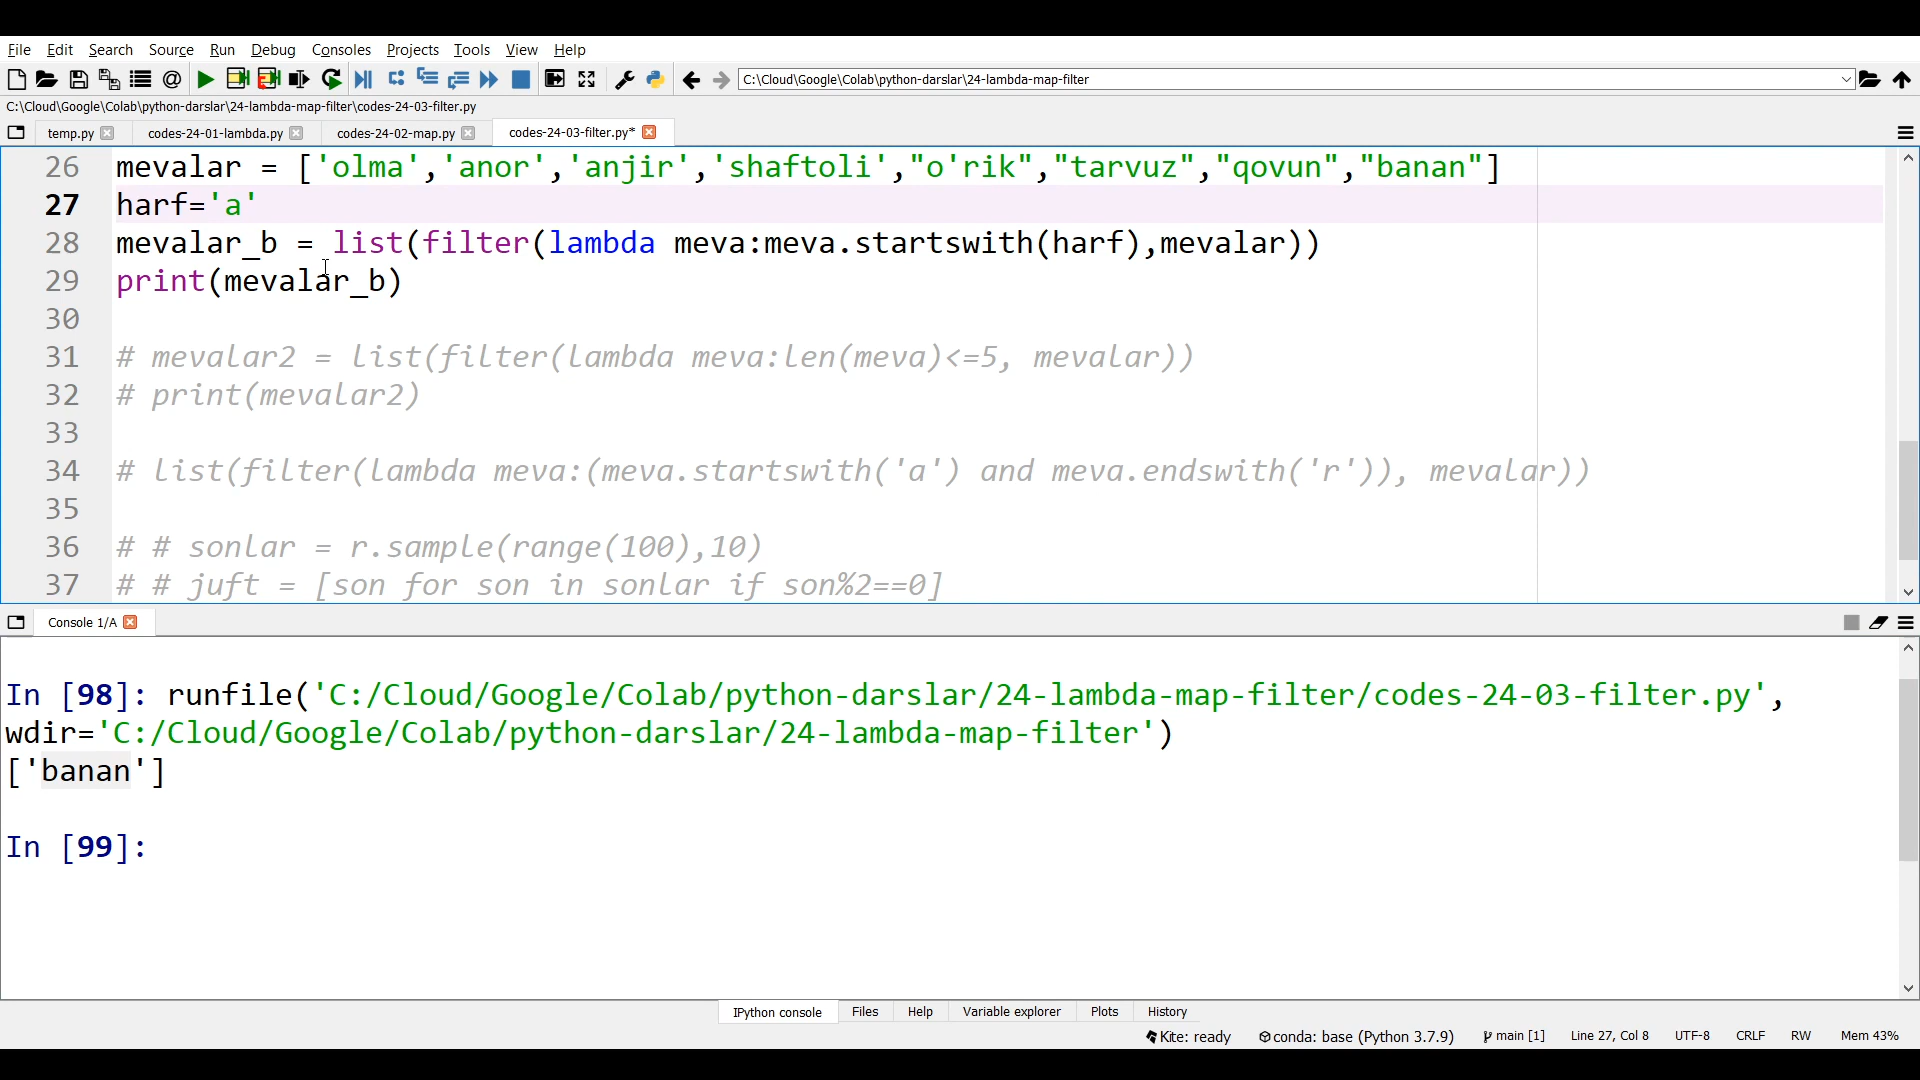 File Edit Search Source Run Debug Consoles Projects Tools View Help
C:\Cloud\Google\Colab\python-darslar\24-lambda-map-filter
C:\Cloud\Google\Colab\python-darslar\24-lambda-map-filter\codes-24-03-filter.py
temp.py codes-24-01-lambda.py codes-24-02-map.py codes-24-03-filter.py*
26 mevalar = ['olma','anor','anjir','shaftoli',"o'rik","tarvuz","qovun","banan"]
27 harf='a'
28 mevalar_b = list(filter(lambda meva:meva.startswith(harf),mevalar))
29 print(mevalar_b)
30
31 # mevalar2 = list(filter(lambda meva:len(meva)<=5, mevalar))
32 # print(mevalar2)
33
34 # list(filter(lambda meva:(meva.startswith('a') and meva.endswith('r')), mevalar))
35
36 # # sonlar = r.sample(range(100),10)
37 # # juft = [son for son in sonlar if son%2==0]
Console 1/A
In [98]: runfile('C:/Cloud/Google/Colab/python-darslar/24-lambda-map-filter/codes-24-03-filter.py',
wdir='C:/Cloud/Google/Colab/python-darslar/24-lambda-map-filter')
['banan']
In [99]:
IPython console Files Help Variable explorer Plots History
Kite: ready conda: base (Python 3.7.9) main [1] Line 27, Col 8 UTF-8 CRLF RW Mem 43%